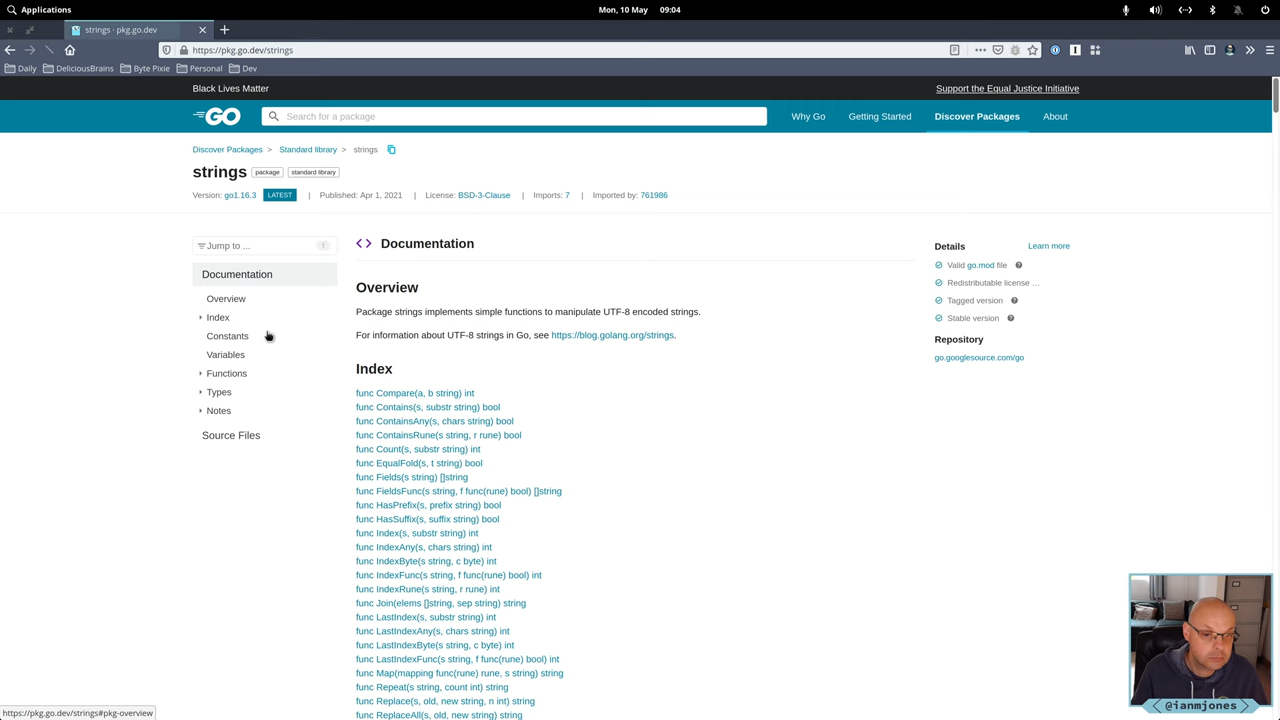 Applications
Mon, 10 May 09:04
strings · pkg.go.dev
https://pkg.go.dev/strings
Daily DeliciousBrains Byte Pixie Personal Dev
Black Lives Matter
Support the Equal Justice Initiative
GO
Search for a package
Why Go Getting Started Discover Packages About
Discover Packages > Standard library > strings
strings package standard library
Version: go1.16.3 LATEST | Published: Apr 1, 2021 | License: BSD-3-Clause | Imports: 7 | Imported by: 761986
Jump to ...
Documentation
Overview
Index
Constants
Variables
Functions
Types
Notes
Source Files
Documentation
Overview
Package strings implements simple functions to manipulate UTF-8 encoded strings.
For information about UTF-8 strings in Go, see https://blog.golang.org/strings.
Index
func Compare(a, b string) int
func Contains(s, substr string) bool
func ContainsAny(s, chars string) bool
func ContainsRune(s string, r rune) bool
func Count(s, substr string) int
func EqualFold(s, t string) bool
func Fields(s string) []string
func FieldsFunc(s string, f func(rune) bool) []string
func HasPrefix(s, prefix string) bool
func HasSuffix(s, suffix string) bool
func Index(s, substr string) int
func IndexAny(s, chars string) int
func IndexByte(s string, c byte) int
func IndexFunc(s string, f func(rune) bool) int
func IndexRune(s string, r rune) int
func Join(elems []string, sep string) string
func LastIndex(s, substr string) int
func LastIndexAny(s, chars string) int
func LastIndexByte(s string, c byte) int
func LastIndexFunc(s string, f func(rune) bool) int
func Map(mapping func(rune) rune, s string) string
func Repeat(s string, count int) string
func Replace(s, old, new string, n int) string
func ReplaceAll(s, old, new string) string
Details Learn more
Valid go.mod file
Redistributable license ...
Tagged version
Stable version
Repository
go.googlesource.com/go
@ianmjones
https://pkg.go.dev/strings#pkg-overview